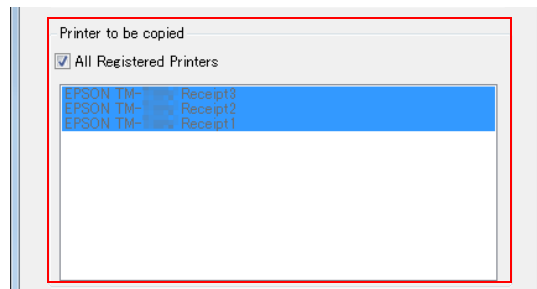 Printer to be copied
All Registered Printers
EPSON TM- Receipt3
EPSON TM- Receipt2
EPSON TM- Receipt1